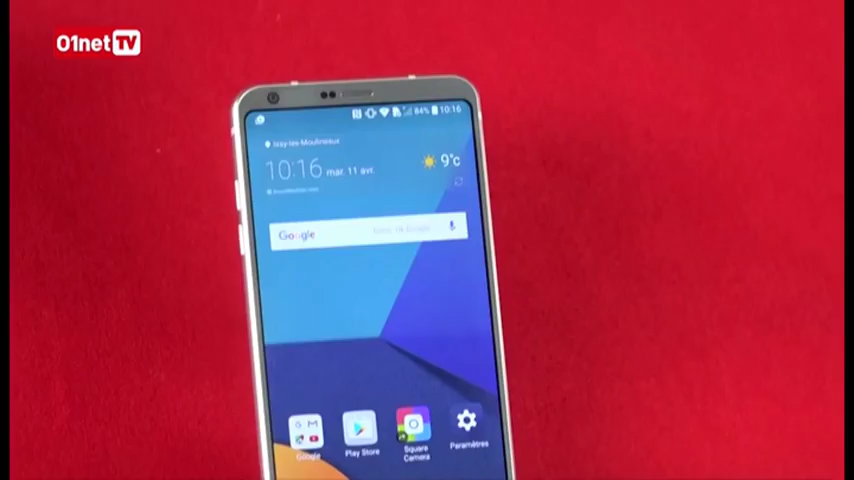 01net TV
84% 10:16
Issy-les-Moulineaux
10:16 mar. 11 avr.
9°c
Google
Google
Play Store
Square
Camera
Paramètres